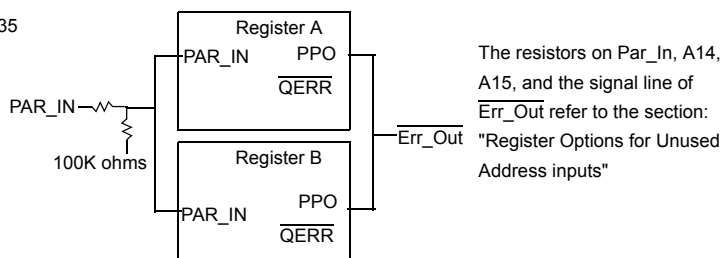 35
Register A
PAR_IN PPO
QERR
PAR_IN
100K ohms
Register B
PAR_IN PPO
QERR
Err_Out
The resistors on Par_In, A14,
A15, and the signal line of
Err_Out refer to the section:
"Register Options for Unused
Address inputs"